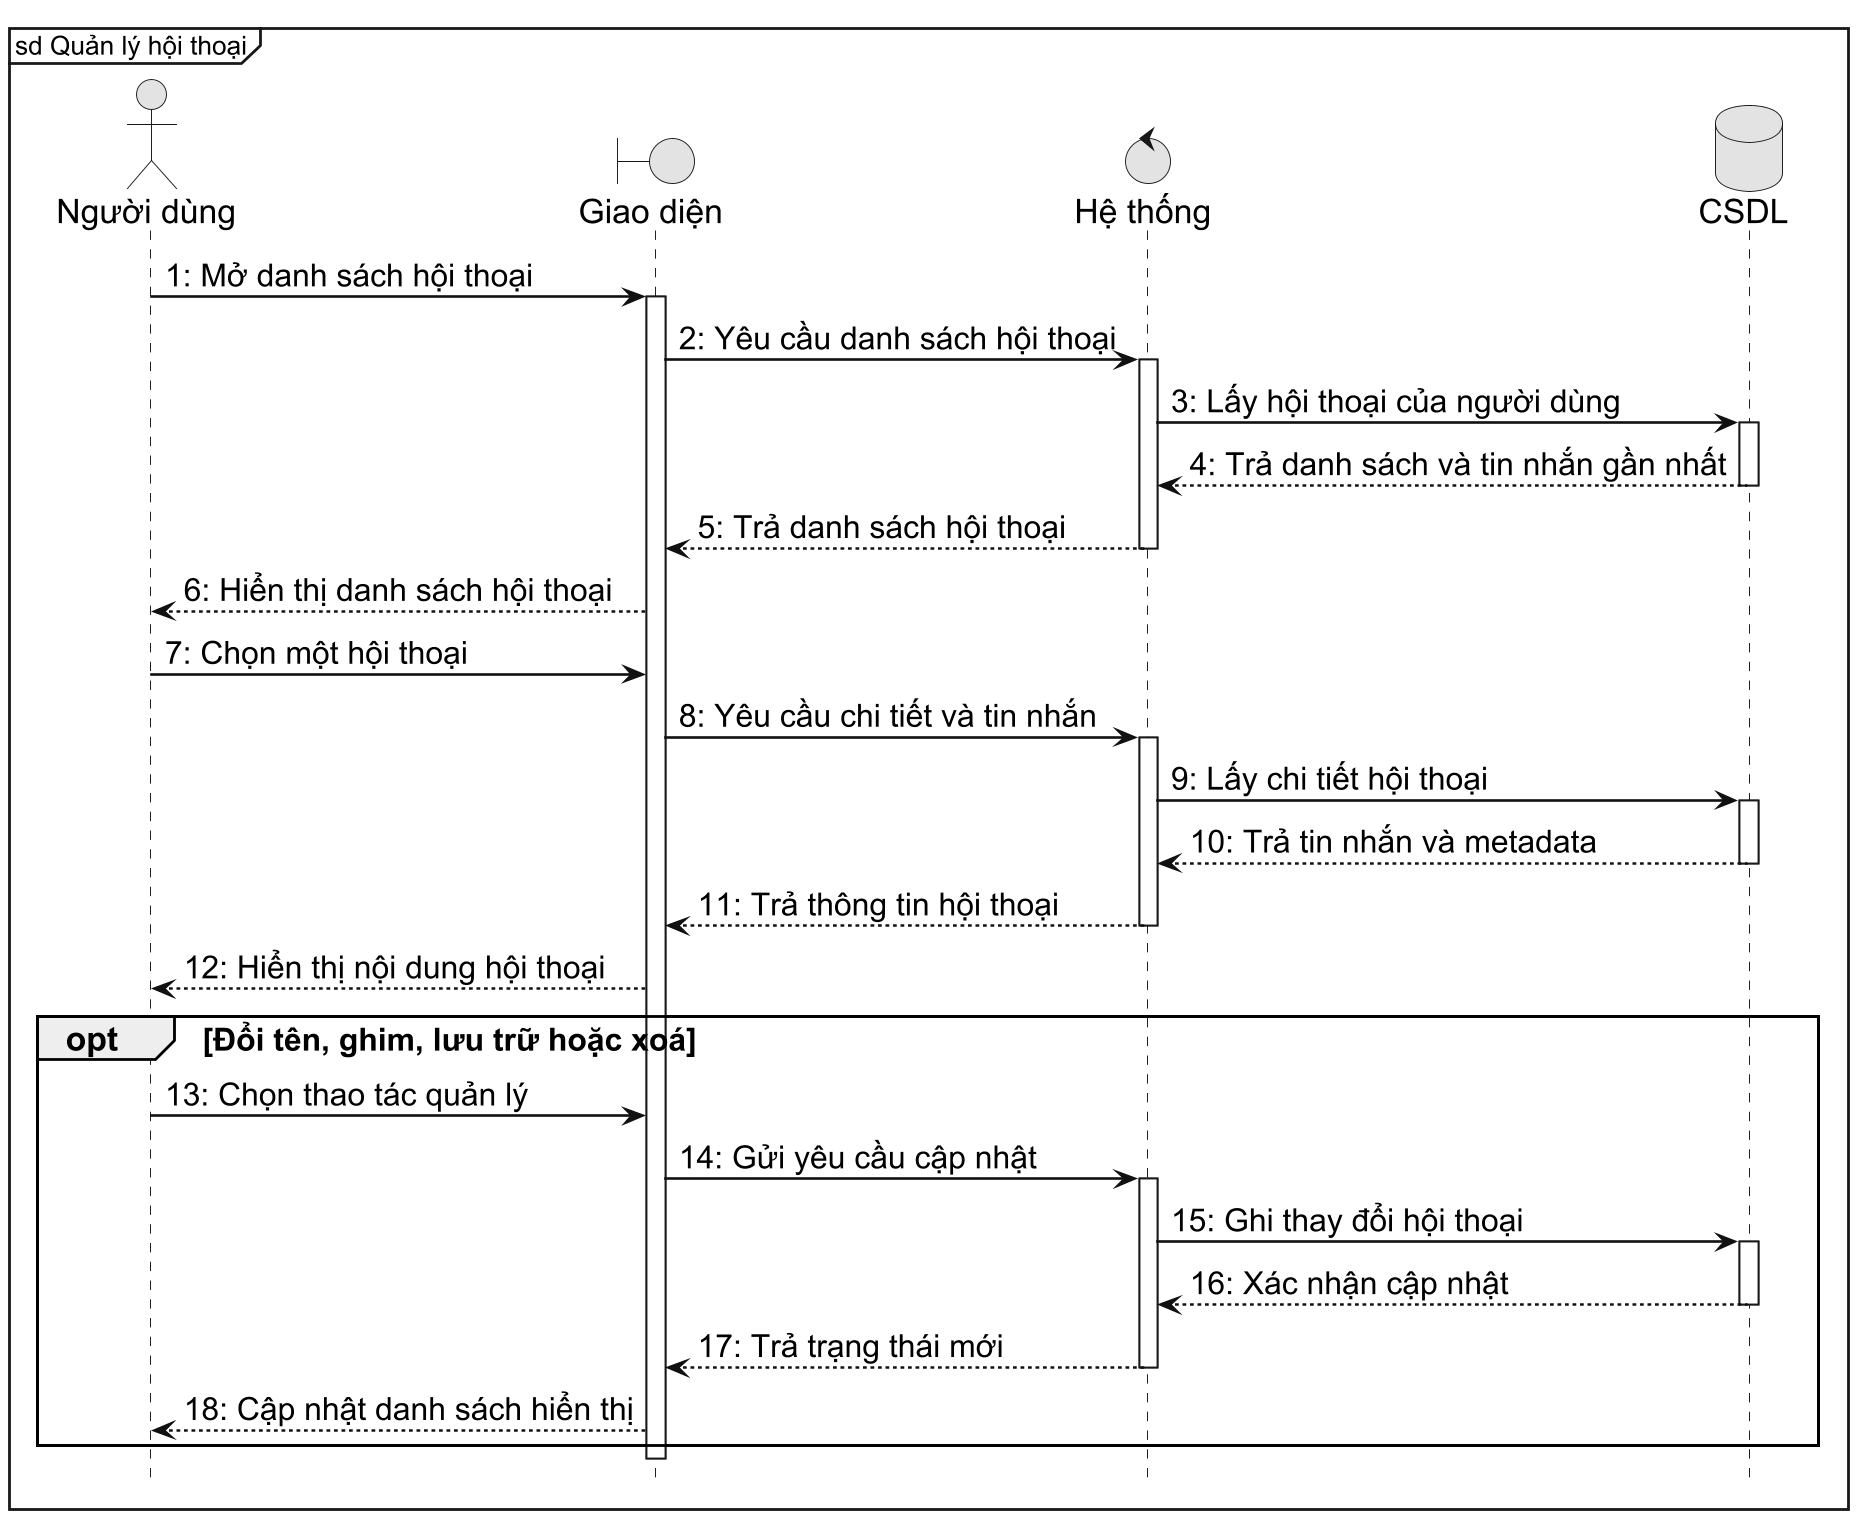 sd Quản lý hội thoại
Người dùng
Giao diện
Hệ thống
CSDL
1: Mở danh sách hội thoại
2: Yêu cầu danh sách hội thoại
3: Lấy hội thoại của người dùng
4: Trả danh sách và tin nhắn gần nhất
5: Trả danh sách hội thoại
6: Hiển thị danh sách hội thoại
7: Chọn một hội thoại
8: Yêu cầu chi tiết và tin nhắn
9: Lấy chi tiết hội thoại
10: Trả tin nhắn và metadata
11: Trả thông tin hội thoại
12: Hiển thị nội dung hội thoại
opt [Đổi tên, ghim, lưu trữ hoặc xoá]
13: Chọn thao tác quản lý
14: Gửi yêu cầu cập nhật
15: Ghi thay đổi hội thoại
16: Xác nhận cập nhật
17: Trả trạng thái mới
18: Cập nhật danh sách hiển thị